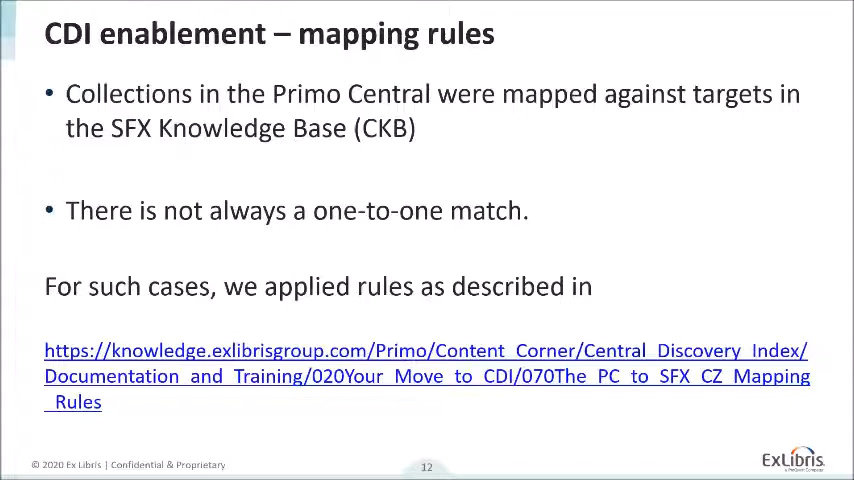 CDI enablement – mapping rules
• Collections in the Primo Central were mapped against targets in
the SFX Knowledge Base (CKB)
• There is not always a one-to-one match.
For such cases, we applied rules as described in
https://knowledge.exlibrisgroup.com/Primo/Content_Corner/Central_Discovery_Index/
Documentation_and_Training/020Your_Move_to_CDI/070The_PC_to_SFX_CZ_Mapping
_Rules
© 2020 Ex Libris | Confidential & Proprietary
12
ExLibris
a ProQuest Company